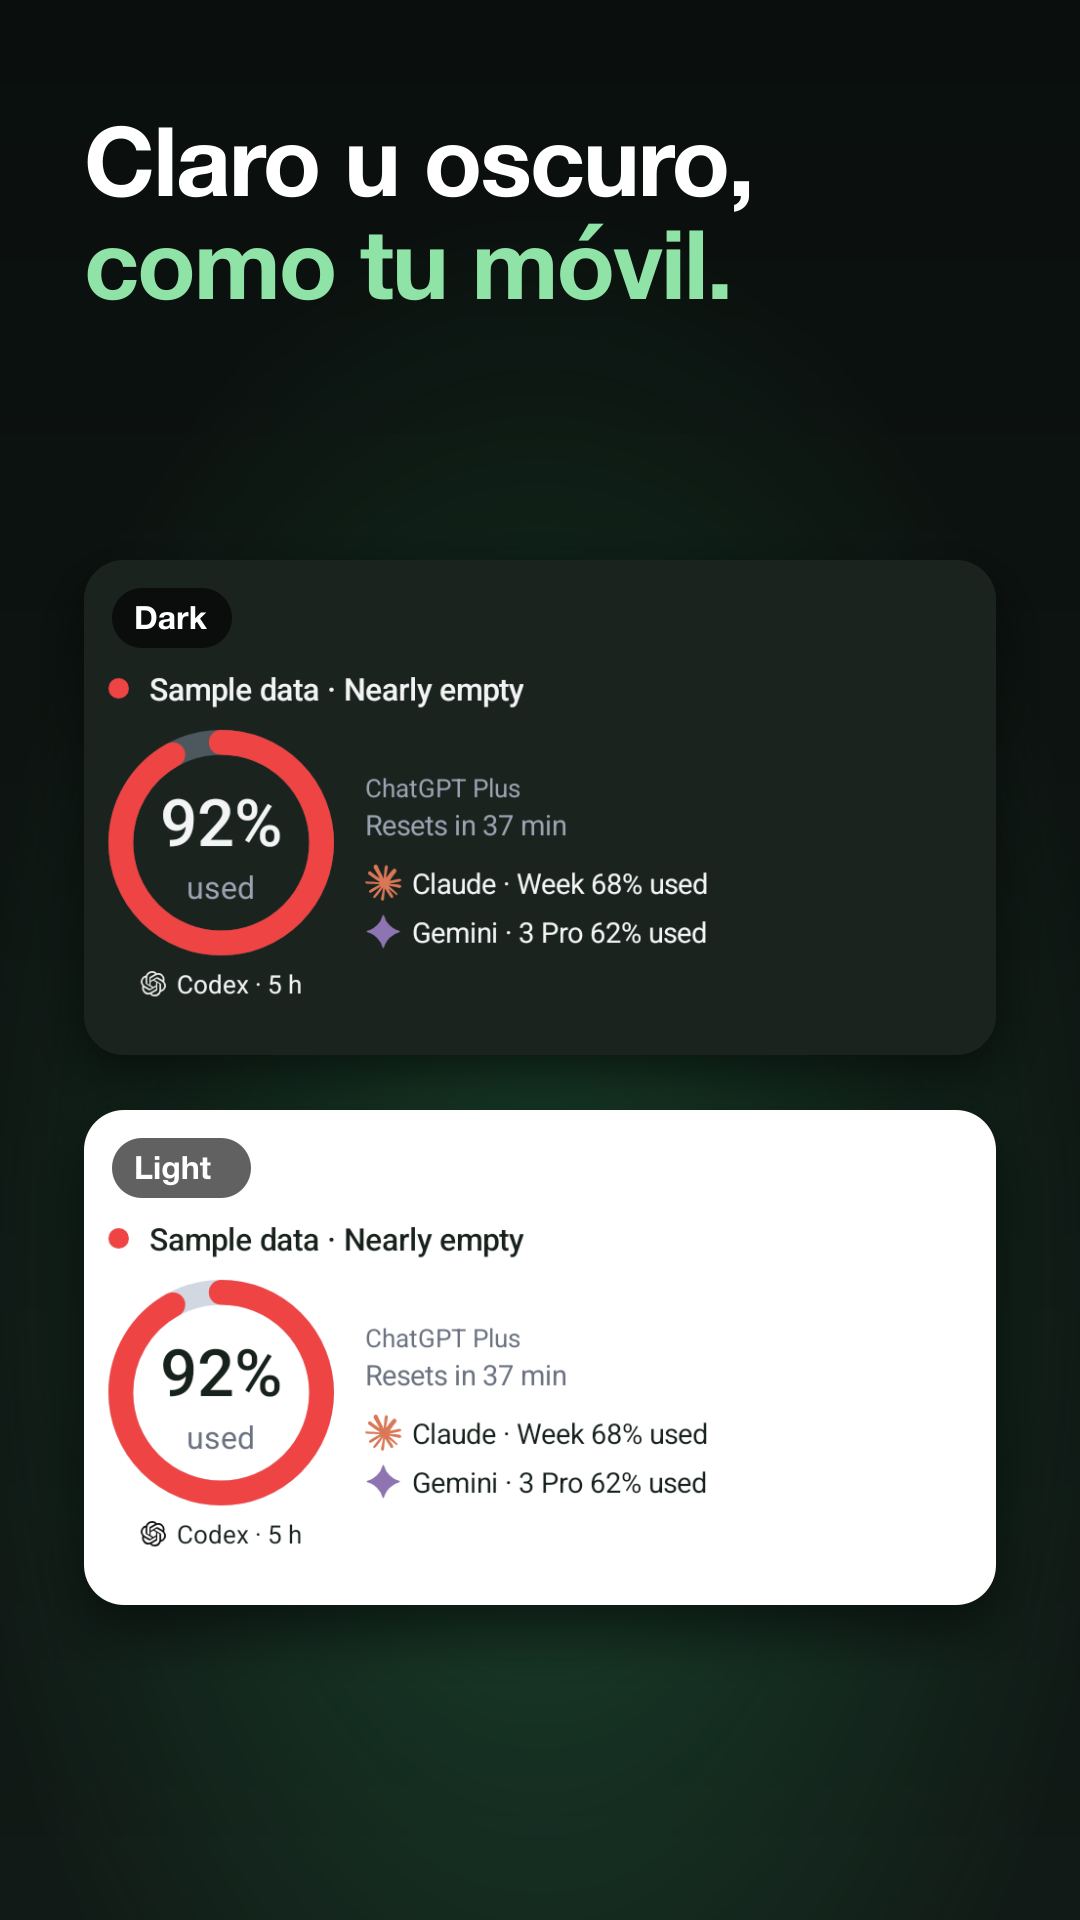 Claro u oscuro,
como tu móvil.
Dark
Sample data · Nearly empty
92%
used
Codex · 5 h
ChatGPT Plus
Resets in 37 min
Claude · Week 68% used
Gemini · 3 Pro 62% used
Light
Sample data · Nearly empty
92%
used
Codex · 5 h
ChatGPT Plus
Resets in 37 min
Claude · Week 68% used
Gemini · 3 Pro 62% used